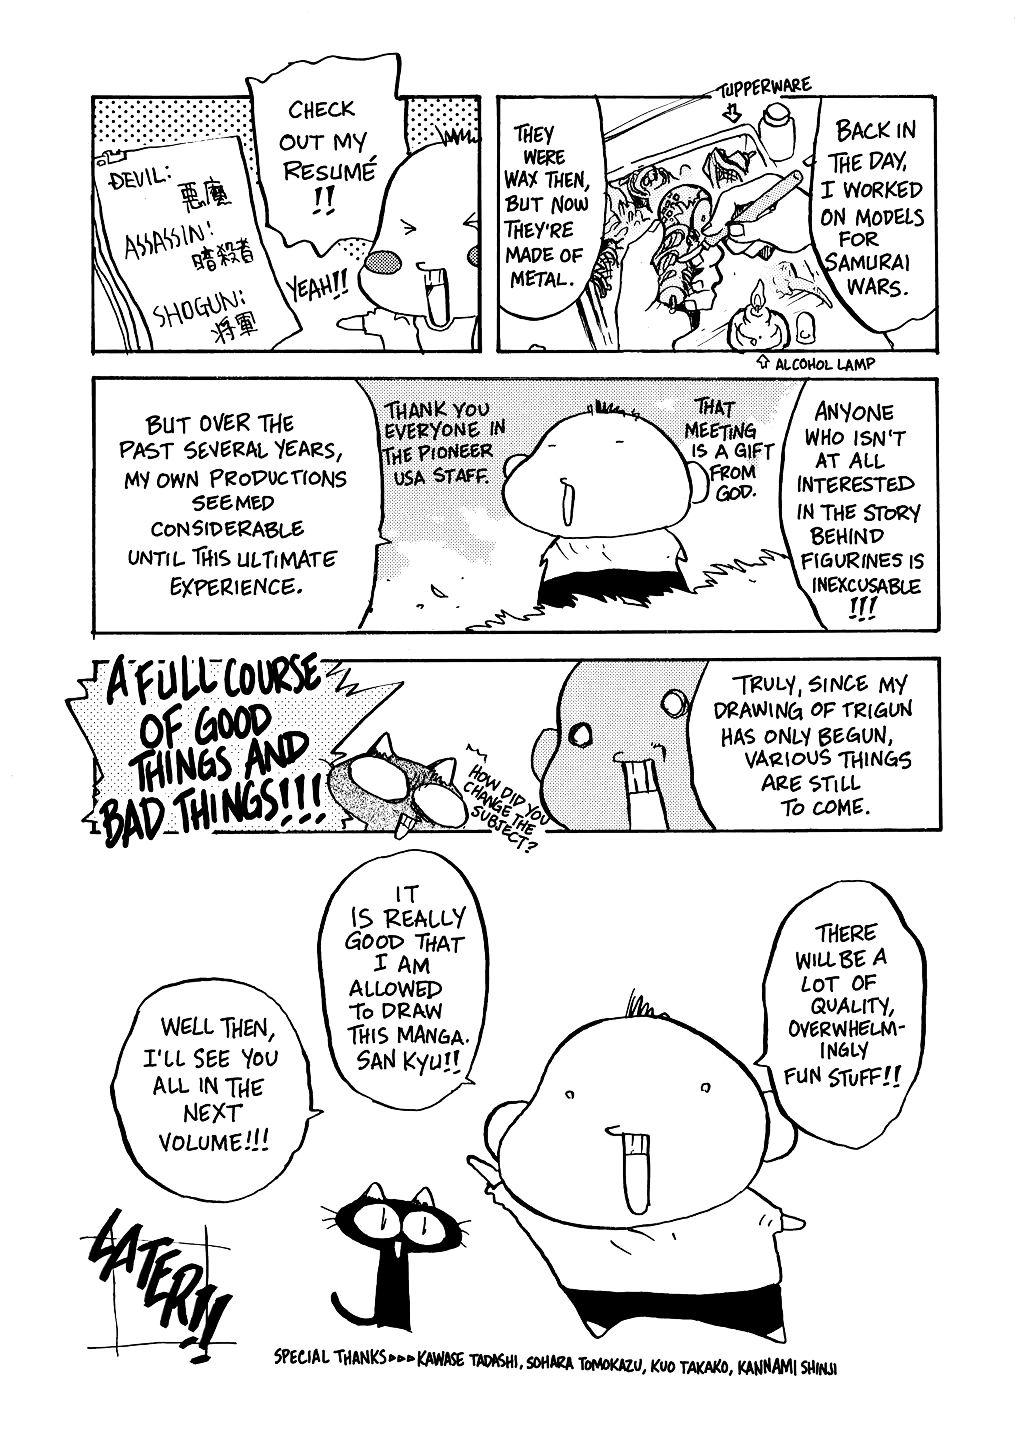 TUPPERWARE
BACK IN
THE DAY,
I WORKED
ON MODELS
FOR
SAMURAI
WARS.
THEY
WERE
WAX THEN,
BUT NOW
THEY'RE
MADE OF
METAL.
ALCOHOL LAMP
CHECK
OUT MY
RESUMÉ
!!
YEAH!!
DEVIL:
悪魔
ASSASSIN:
暗殺者
SHOGUN:
将軍
ANYONE
WHO ISN'T
AT ALL
INTERESTED
IN THE STORY
BEHIND
FIGURINES IS
INEXCUSABLE
!!!
THAT
MEETING
IS A GIFT
FROM
GOD.
THANK YOU
EVERYONE IN
THE PIONEER
USA STAFF.
BUT OVER THE
PAST SEVERAL YEARS,
MY OWN PRODUCTIONS
SEEMED
CONSIDERABLE
UNTIL THIS ULTIMATE
EXPERIENCE.
TRULY, SINCE MY
DRAWING OF TRIGUN
HAS ONLY BEGUN,
VARIOUS THINGS
ARE STILL
TO COME.
HOW DID YOU
CHANGE THE
SUBJECT?
A FULL COURSE
OF GOOD
THINGS AND
BAD THINGS!!!
THERE
WILL BE A
LOT OF
QUALITY,
OVERWHELM-
INGLY
FUN STUFF!!
IT
IS REALLY
GOOD THAT
I AM
ALLOWED
TO DRAW
THIS MANGA.
SAN KYU!!
WELL THEN,
I'LL SEE YOU
ALL IN THE
NEXT
VOLUME!!!
LATER!!
SPECIAL THANKS▸▸▸KAWASE TADASHI, SOHARA TOMOKAZU, KUO TAKAKO, KANNAMI SHINJI